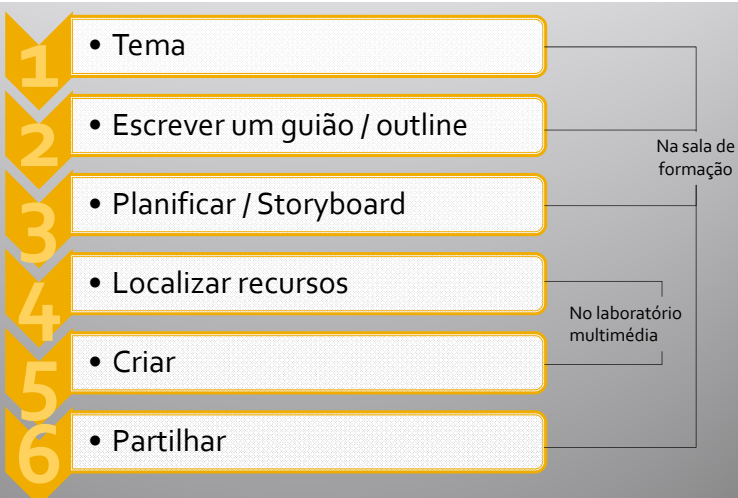 1
• Tema
2
• Escrever um guião / outline
Na sala de
formação
3
• Planificar / Storyboard
4
• Localizar recursos
No laboratório
multimédia
5
• Criar
6
• Partilhar